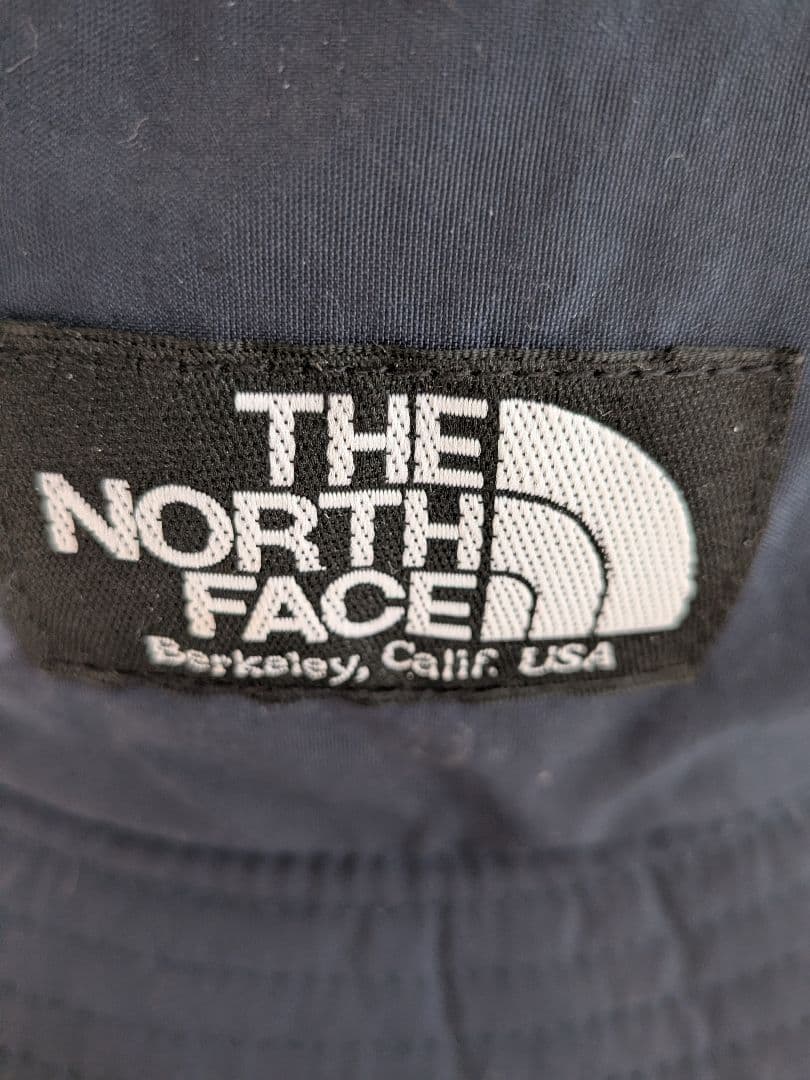 THE
NORTH
FACE
Berkeley, Calif. USA